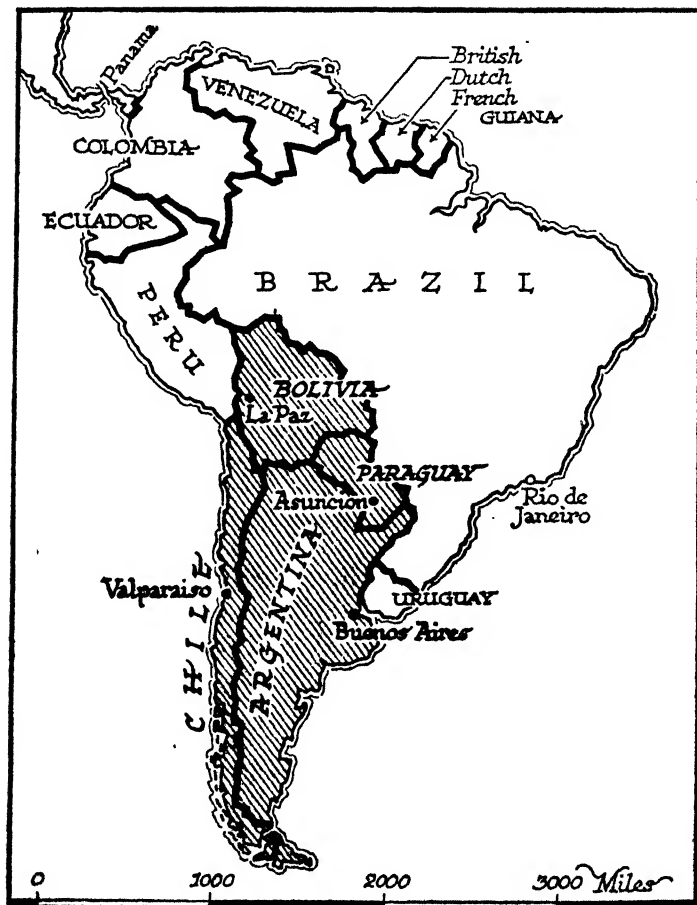 Panama
British
Dutch
French
GUIANA
VENEZUELA
COLOMBIA
ECUADOR
PERU
BRAZIL
BOLIVIA
La Paz
PARAGUAY
Asuncion
Rio de
Janeiro
CHILE
Valparaiso
ARGENTINA
URUGUAY
Buenos Aires
0 1000 2000 3000 Miles